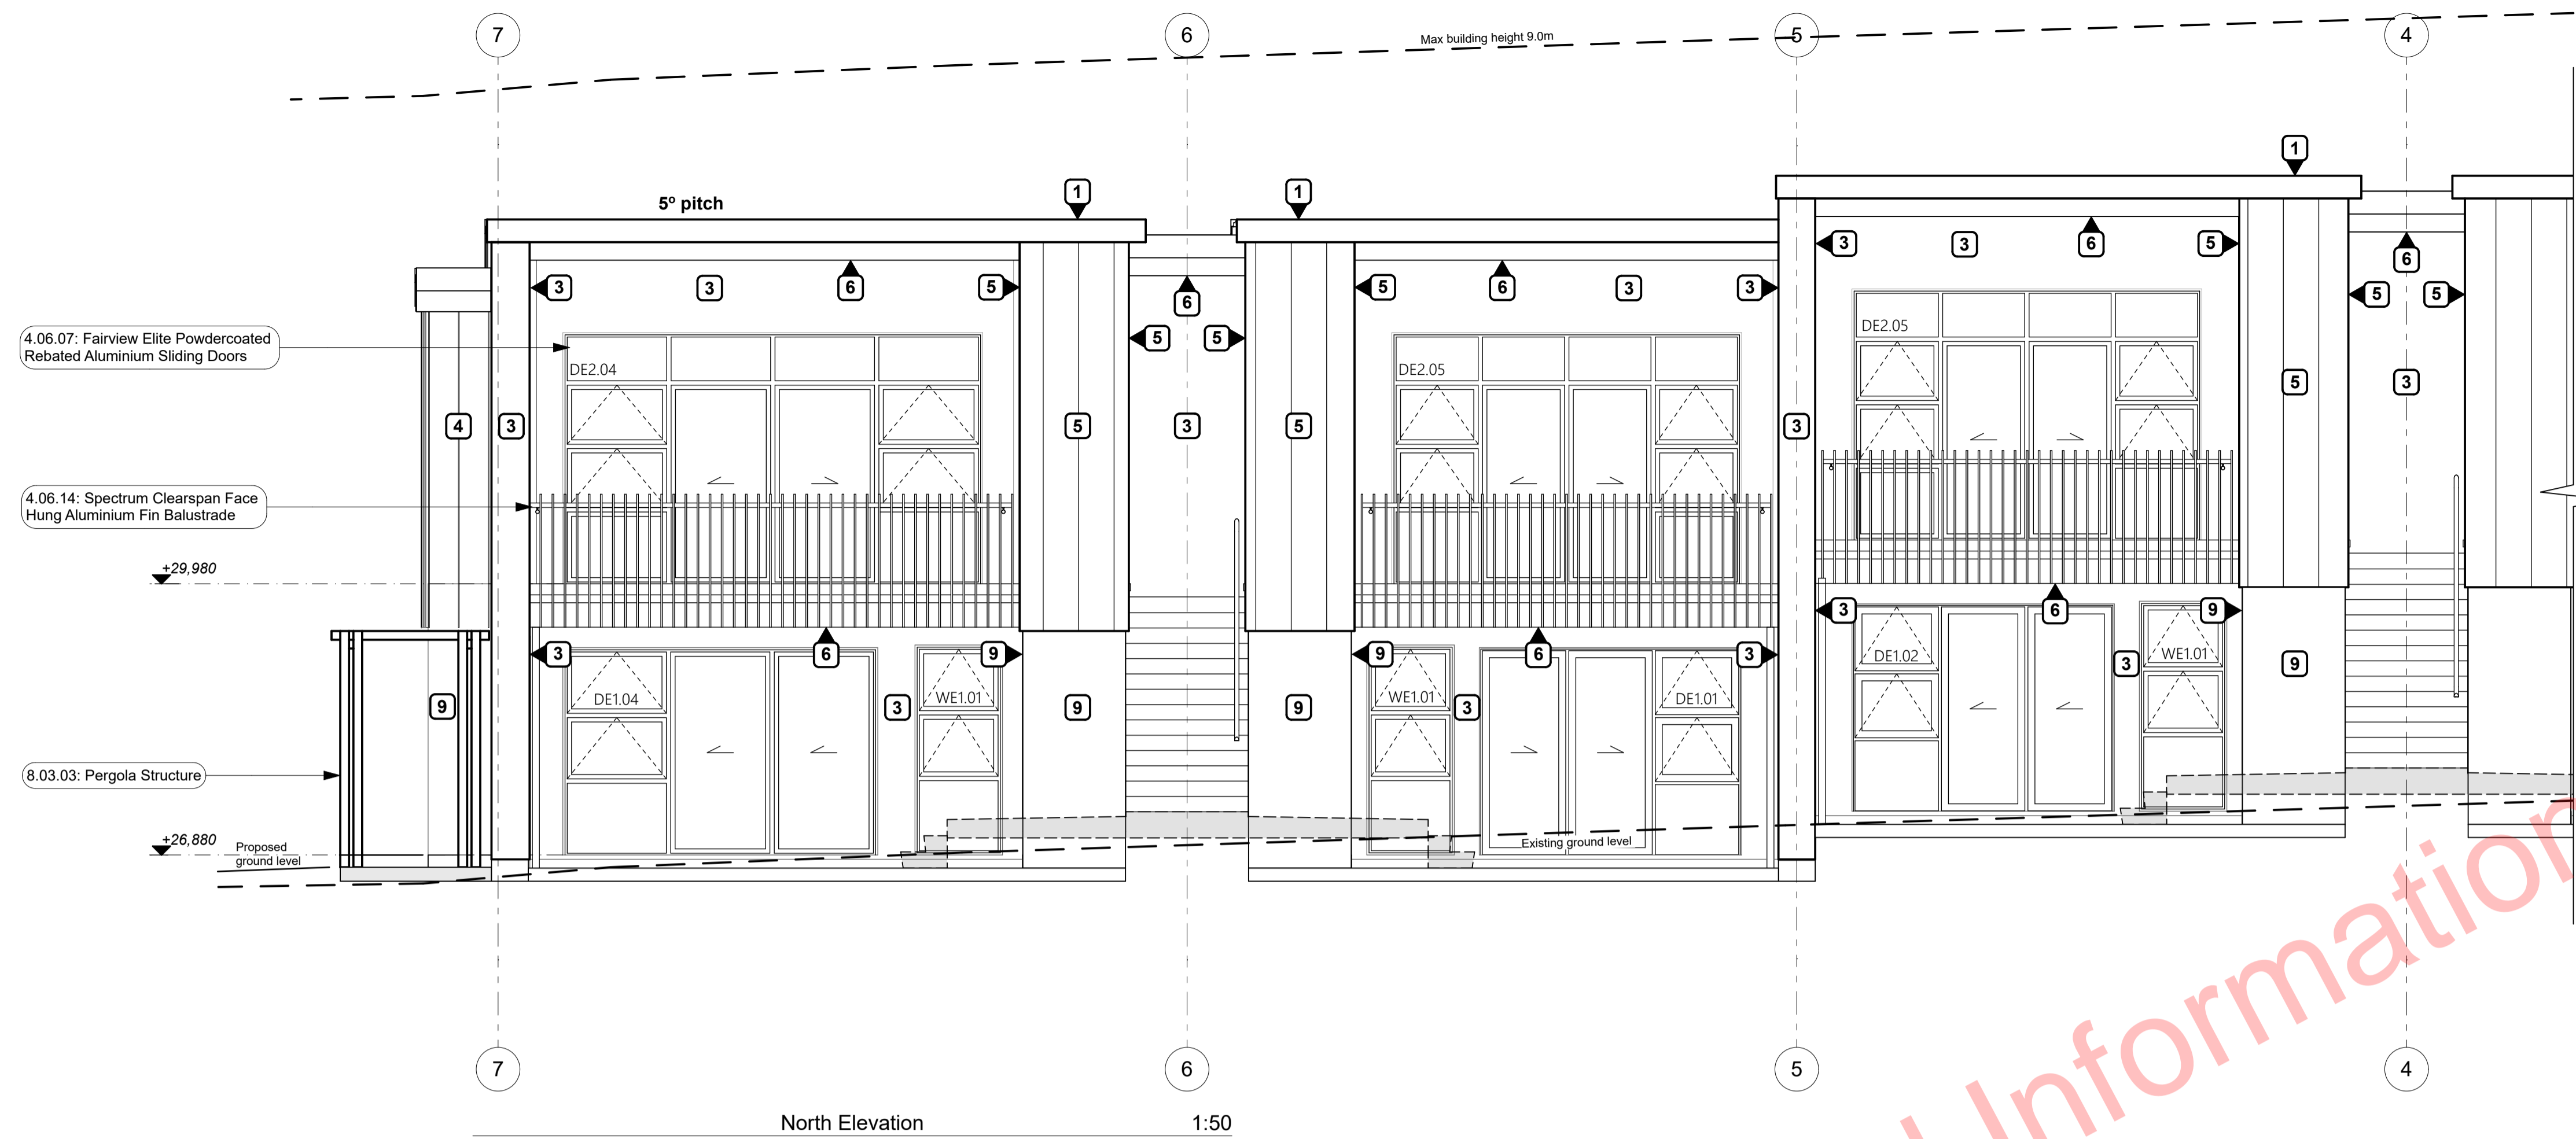 7
6
5
4
Max building height 9.0m
1
1
1
5º pitch
3
3
6
5
6
5
6
3
3
3
3
6
5
6
5
5
5
5
4.06.07: Fairview Elite Powdercoated
Rebated Aluminium Sliding Doors
DE2.04
DE2.05
DE2.05
4
3
5
3
5
3
5
3
4.06.14: Spectrum Clearspan Face
Hung Aluminium Fin Balustrade
+29,980
3
6
9
9
6
3
3
6
9
DE1.04
WE1.01
WE1.01
DE1.01
DE1.02
WE1.01
9
3
9
9
3
3
9
8.03.03: Pergola Structure
+26,880
Proposed
ground level
Existing ground level
7
6
5
4
North Elevation
1:50
Information